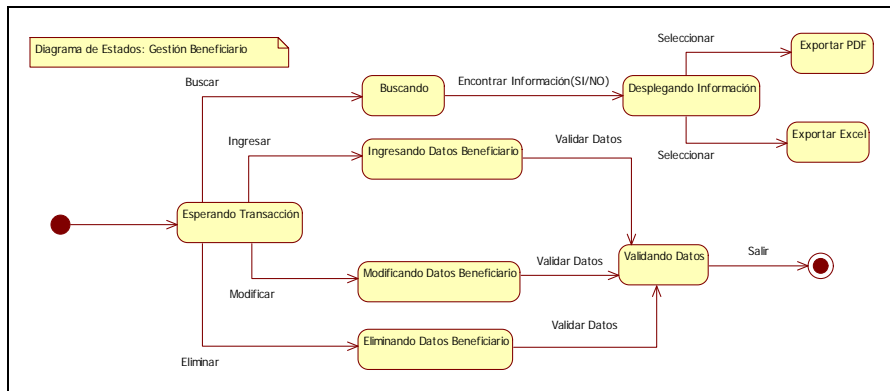 Diagrama de Estados: Gestión Beneficiario
Seleccionar
Exportar PDF
Buscar
Buscando
Encontrar Información(SI/NO)
Desplegando Información
Ingresar
Ingresando Datos Beneficiario
Validar Datos
Exportar Excel
Seleccionar
Esperando Transacción
Modificar
Modificando Datos Beneficiario
Validar Datos
Validando Datos
Salir
Eliminar
Eliminando Datos Beneficiario
Validar Datos